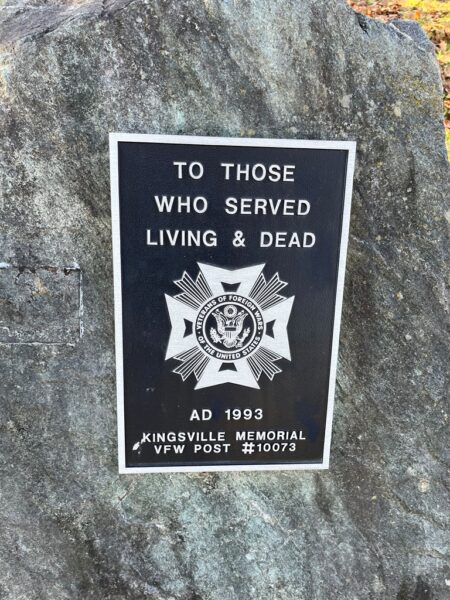 TO THOSE
WHO SERVED
LIVING & DEAD
VETERANS OF FOREIGN WARS
OF THE UNITED STATES
AD 1993
KINGSVILLE MEMORIAL
VFW POST #10073